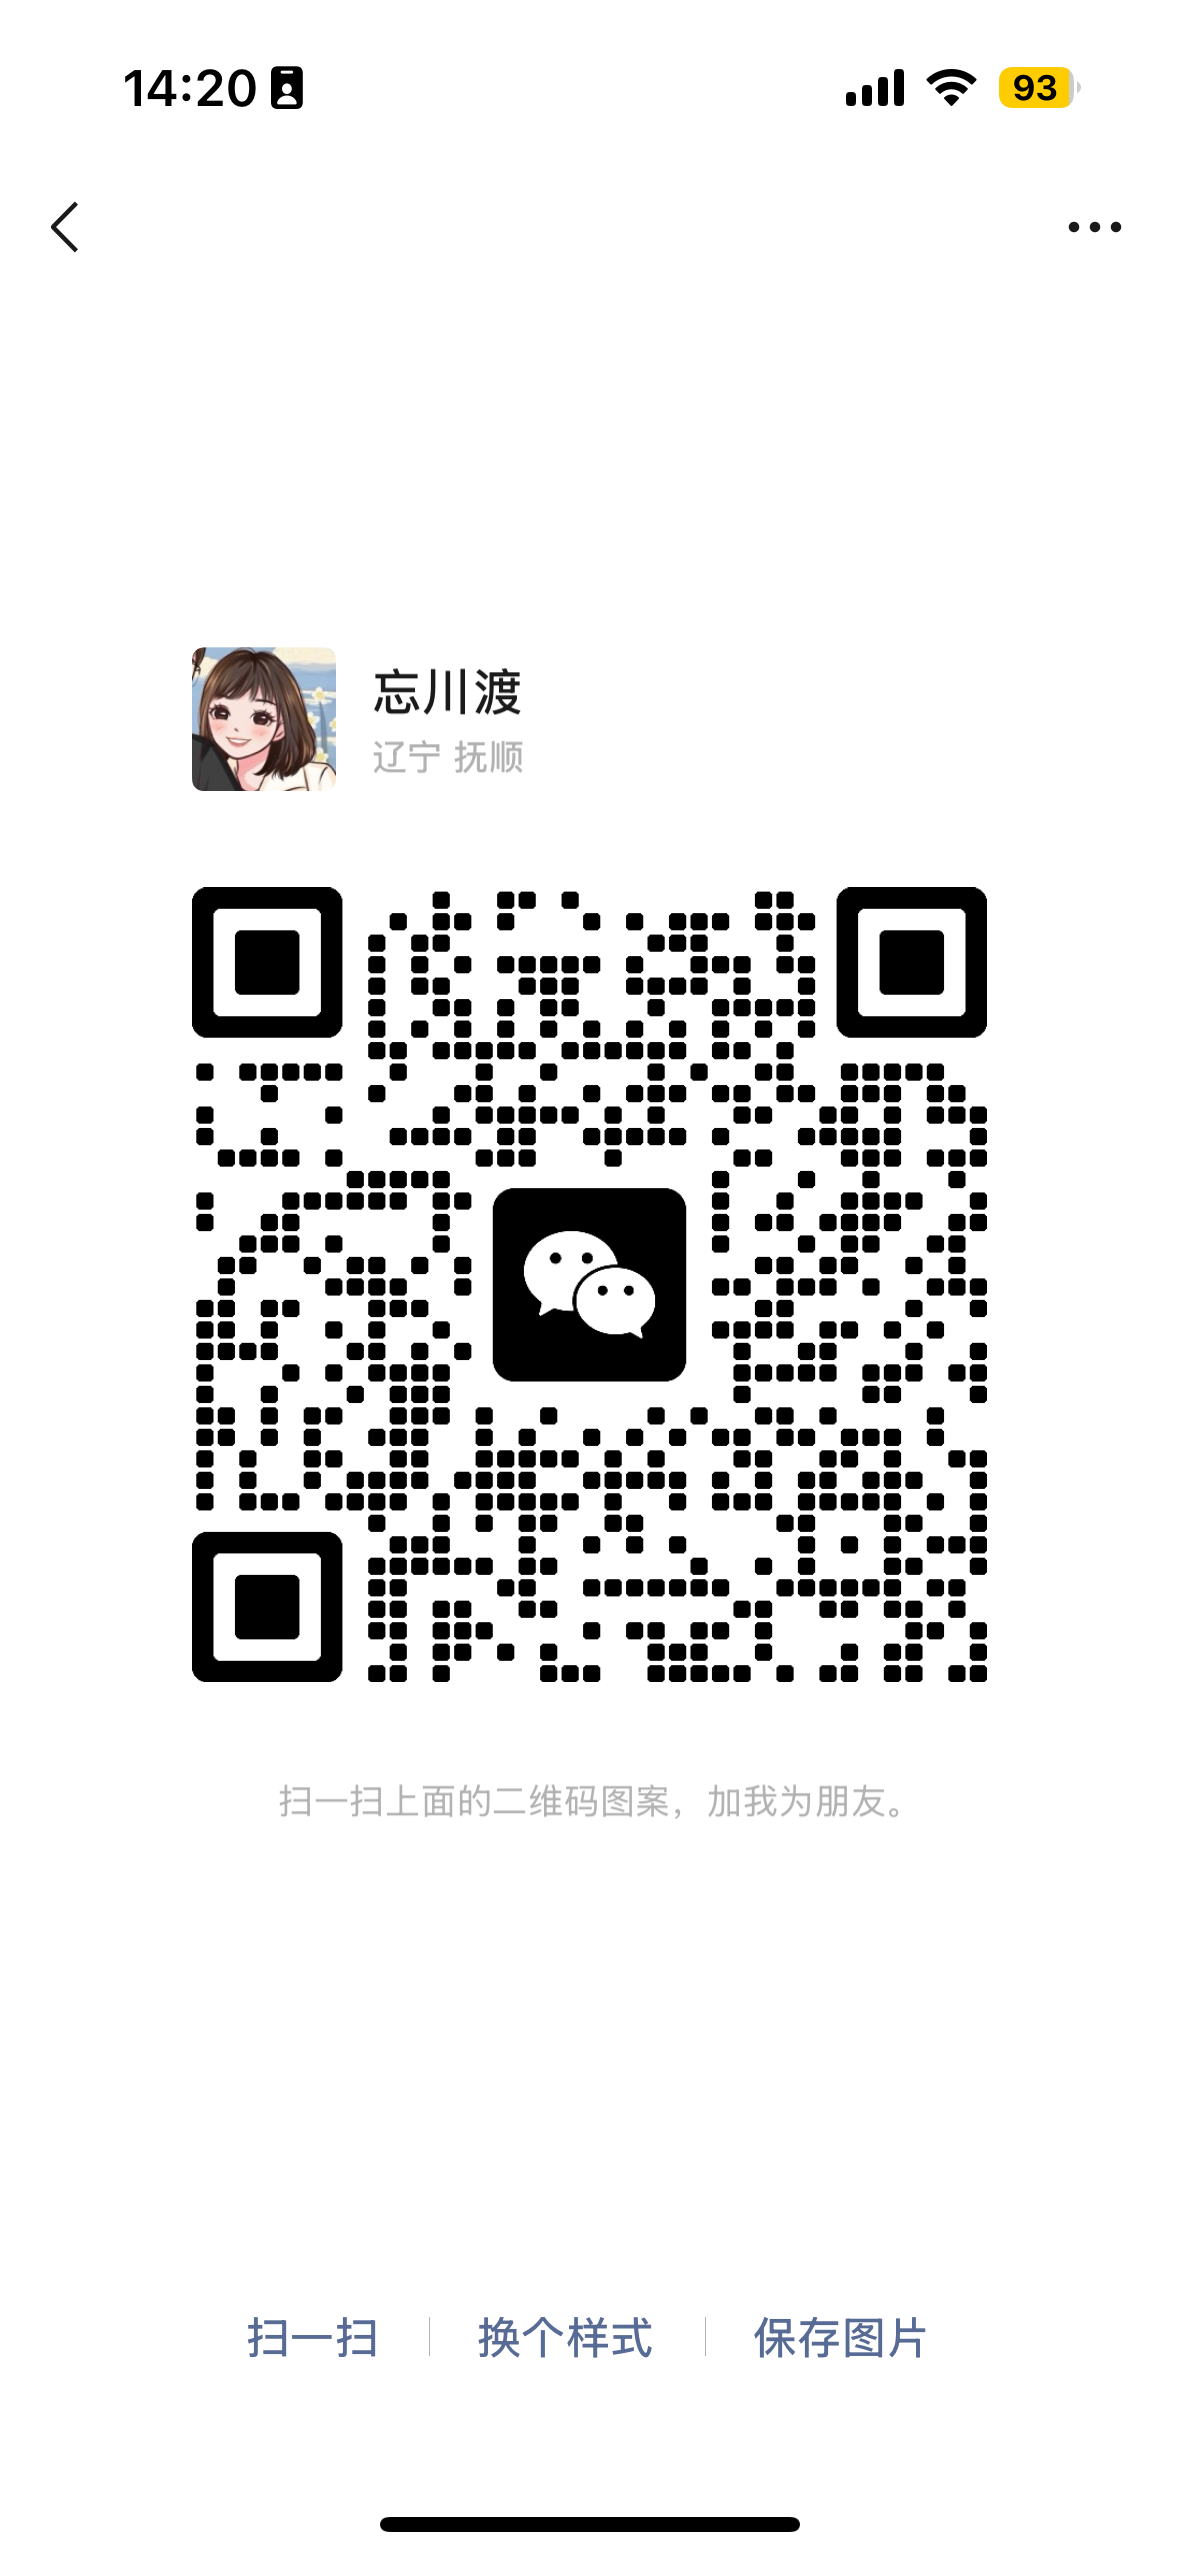 14:20
93
忘川渡
辽宁 抚顺
扫一扫上面的二维码图案，加我为朋友。
扫一扫 换个样式 保存图片